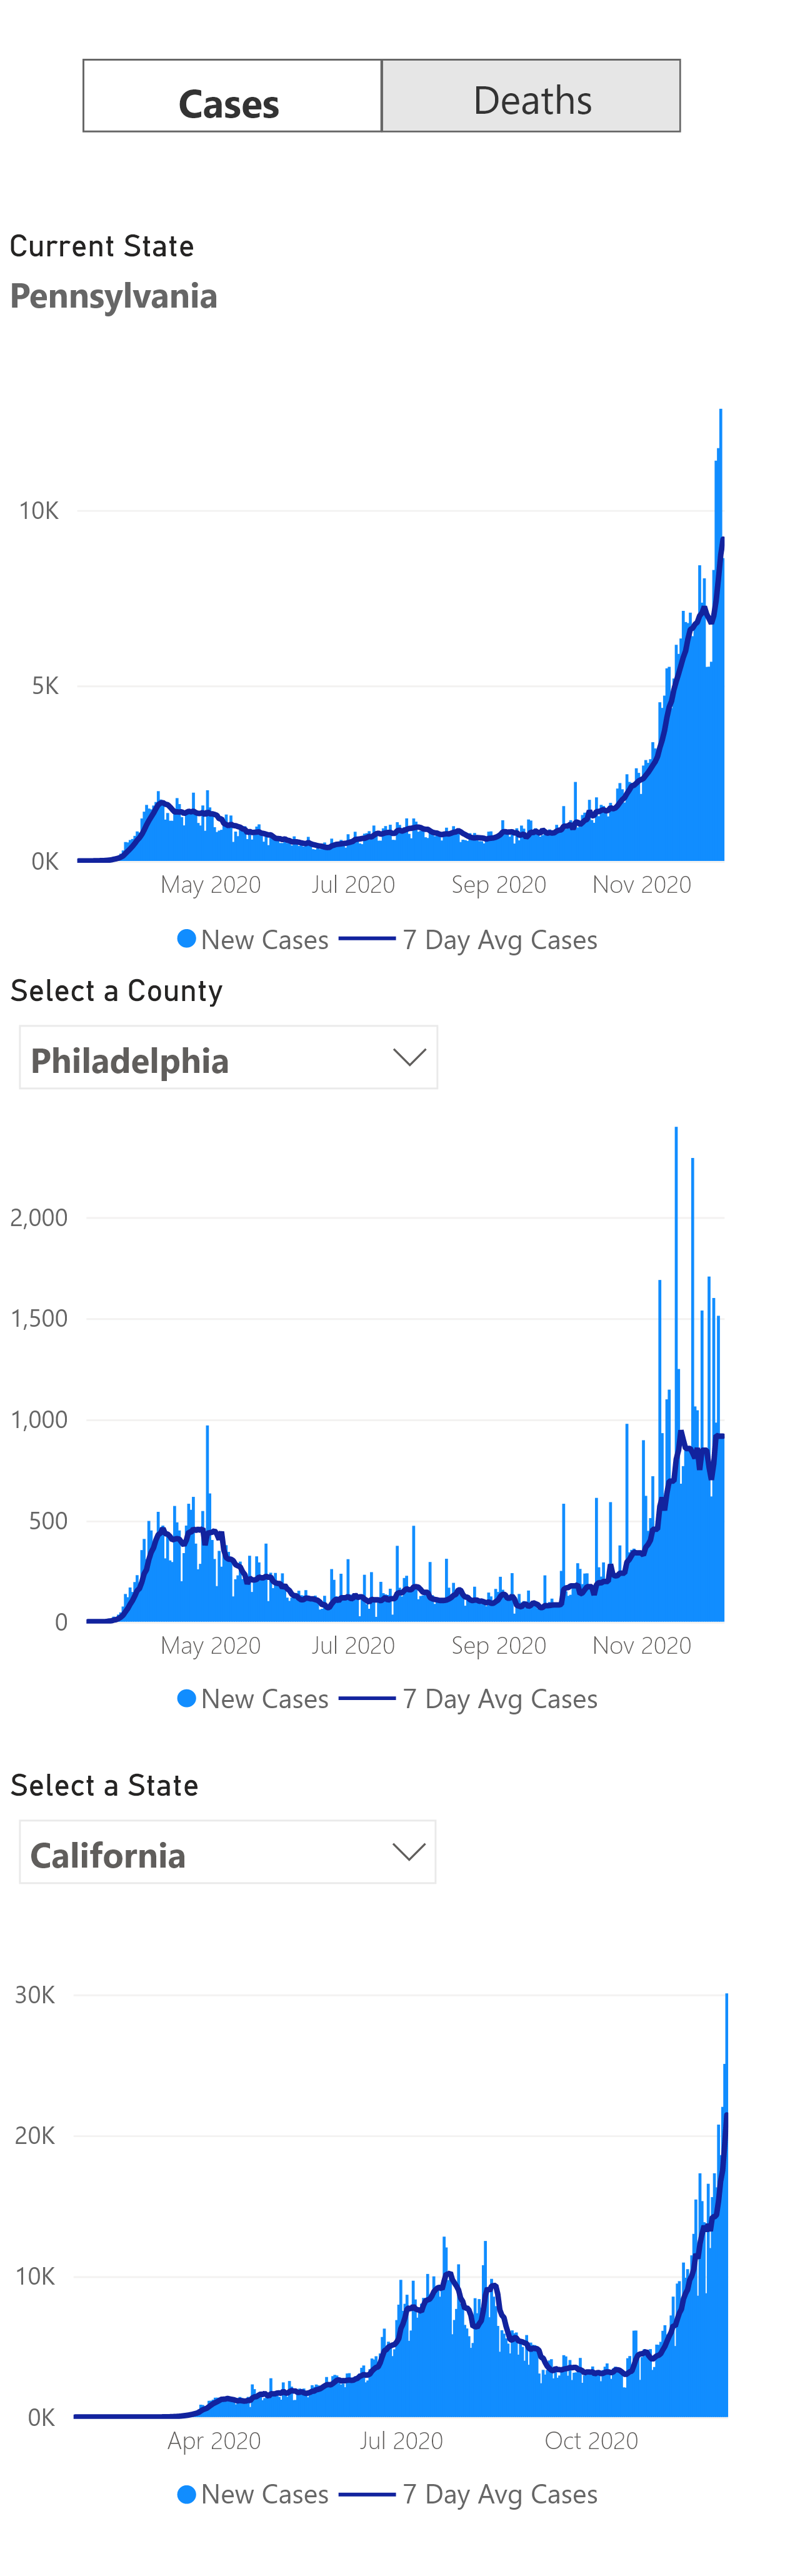 Cases Deaths
Current State
Pennsylvania
10K
5K
0K
May 2020 Jul 2020 Sep 2020 Nov 2020
New Cases 7 Day Avg Cases
Select a County
Philadelphia
2,000
1,500
1,000
500
0
May 2020 Jul 2020 Sep 2020 Nov 2020
New Cases 7 Day Avg Cases
Select a State
California
30K
20K
10K
0K
Apr 2020 Jul 2020 Oct 2020
New Cases 7 Day Avg Cases